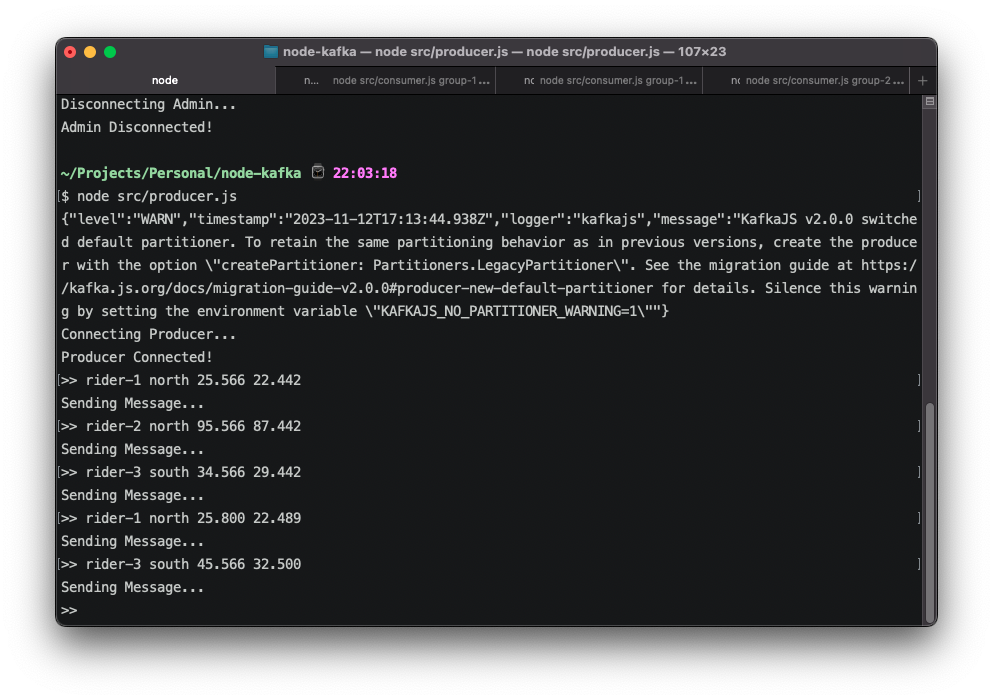 node-kafka — node src/producer.js — node src/producer.js — 107×23
node
n... node src/consumer.js group-1...
node src/consumer.js group-1...
node src/consumer.js group-2...
+
Disconnecting Admin...
Admin Disconnected!
~/Projects/Personal/node-kafka 22:03:18
[$ node src/producer.js ]
{"level":"WARN","timestamp":"2023-11-12T17:13:44.938Z","logger":"kafkajs","message":"KafkaJS v2.0.0 switche
d default partitioner. To retain the same partitioning behavior as in previous versions, create the produce
r with the option \"createPartitioner: Partitioners.LegacyPartitioner\". See the migration guide at https:/
/kafka.js.org/docs/migration-guide-v2.0.0#producer-new-default-partitioner for details. Silence this warnin
g by setting the environment variable \"KAFKAJS_NO_PARTITIONER_WARNING=1\""}
Connecting Producer...
Producer Connected!
[>> rider-1 north 25.566 22.442 ]
Sending Message...
[>> rider-2 north 95.566 87.442 ]
Sending Message...
[>> rider-3 south 34.566 29.442 ]
Sending Message...
[>> rider-1 north 25.800 22.489 ]
Sending Message...
[>> rider-3 south 45.566 32.500 ]
Sending Message...
>>